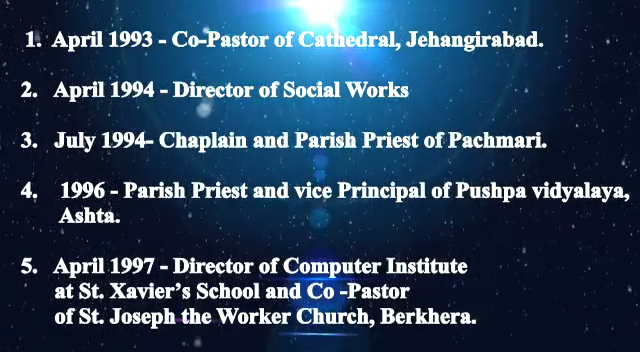 1. April 1993 - Co-Pastor of Cathedral, Jehangirabad.
2. April 1994 - Director of Social Works
3. July 1994- Chaplain and Parish Priest of Pachmari.
4. 1996 - Parish Priest and vice Principal of Pushpa vidyalaya,
Ashta.
5. April 1997 - Director of Computer Institute
at St. Xavier’s School and Co -Pastor
of St. Joseph the Worker Church, Berkhera.